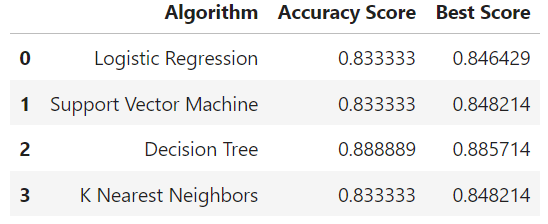 Algorithm Accuracy Score Best Score
0 Logistic Regression 0.833333 0.846429
1 Support Vector Machine 0.833333 0.848214
2 Decision Tree 0.888889 0.885714
3 K Nearest Neighbors 0.833333 0.848214